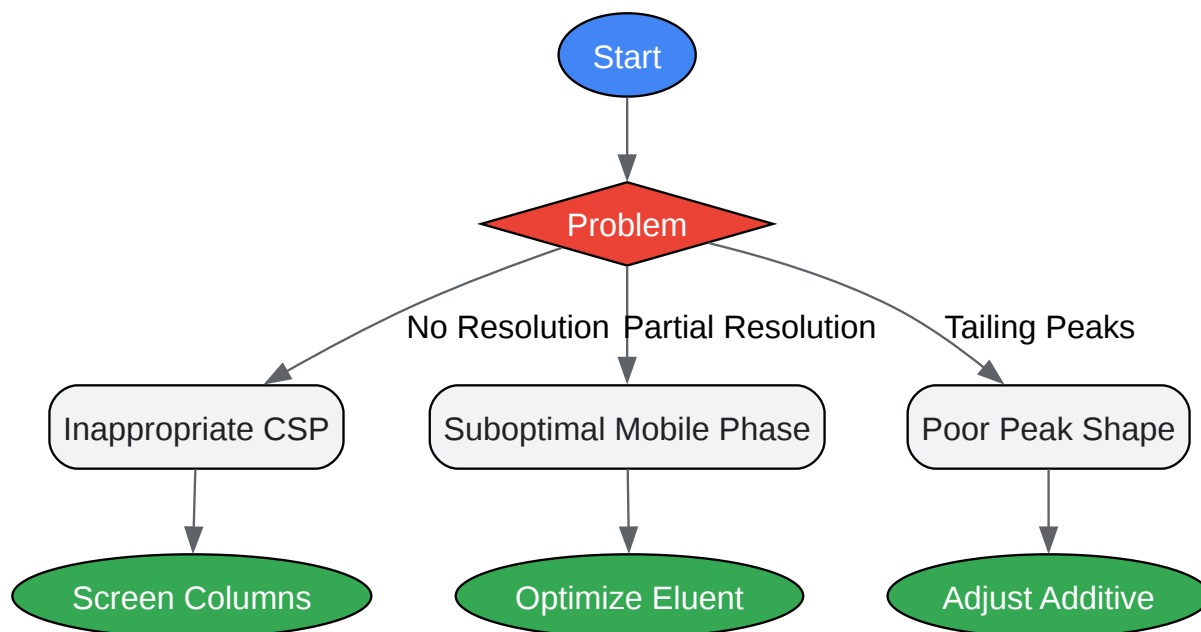 Start
Problem
No Resolution
Partial Resolution
Tailing Peaks
Inappropriate CSP
Suboptimal Mobile Phase
Poor Peak Shape
Screen Columns
Optimize Eluent
Adjust Additive